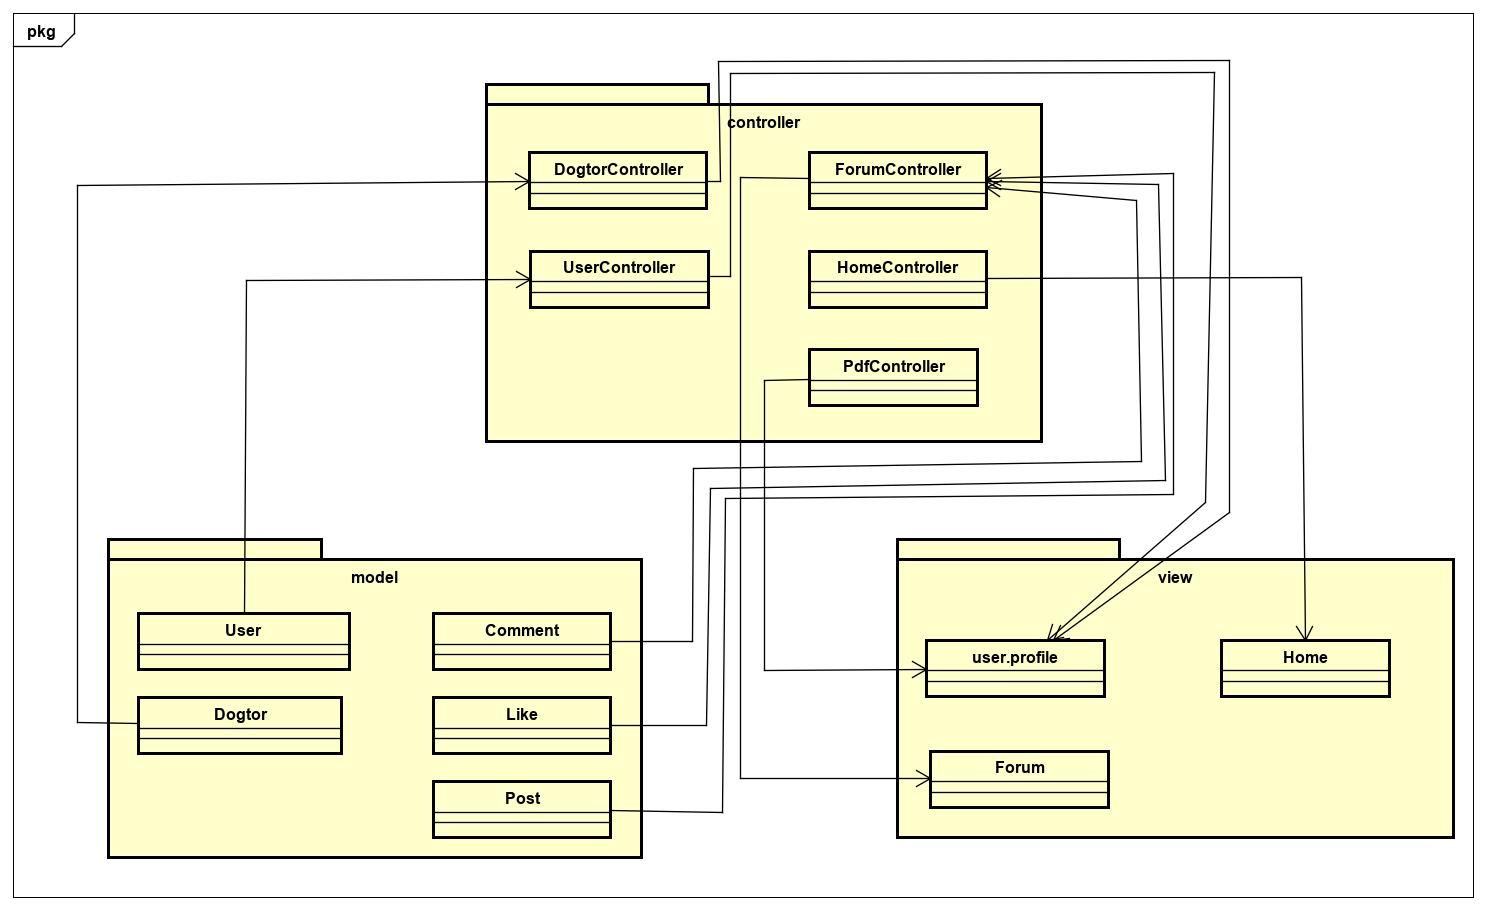 pkg
controller
DogtorController
ForumController
UserController
HomeController
PdfController
model
User
Comment
Dogtor
Like
Post
view
user.profile
Home
Forum